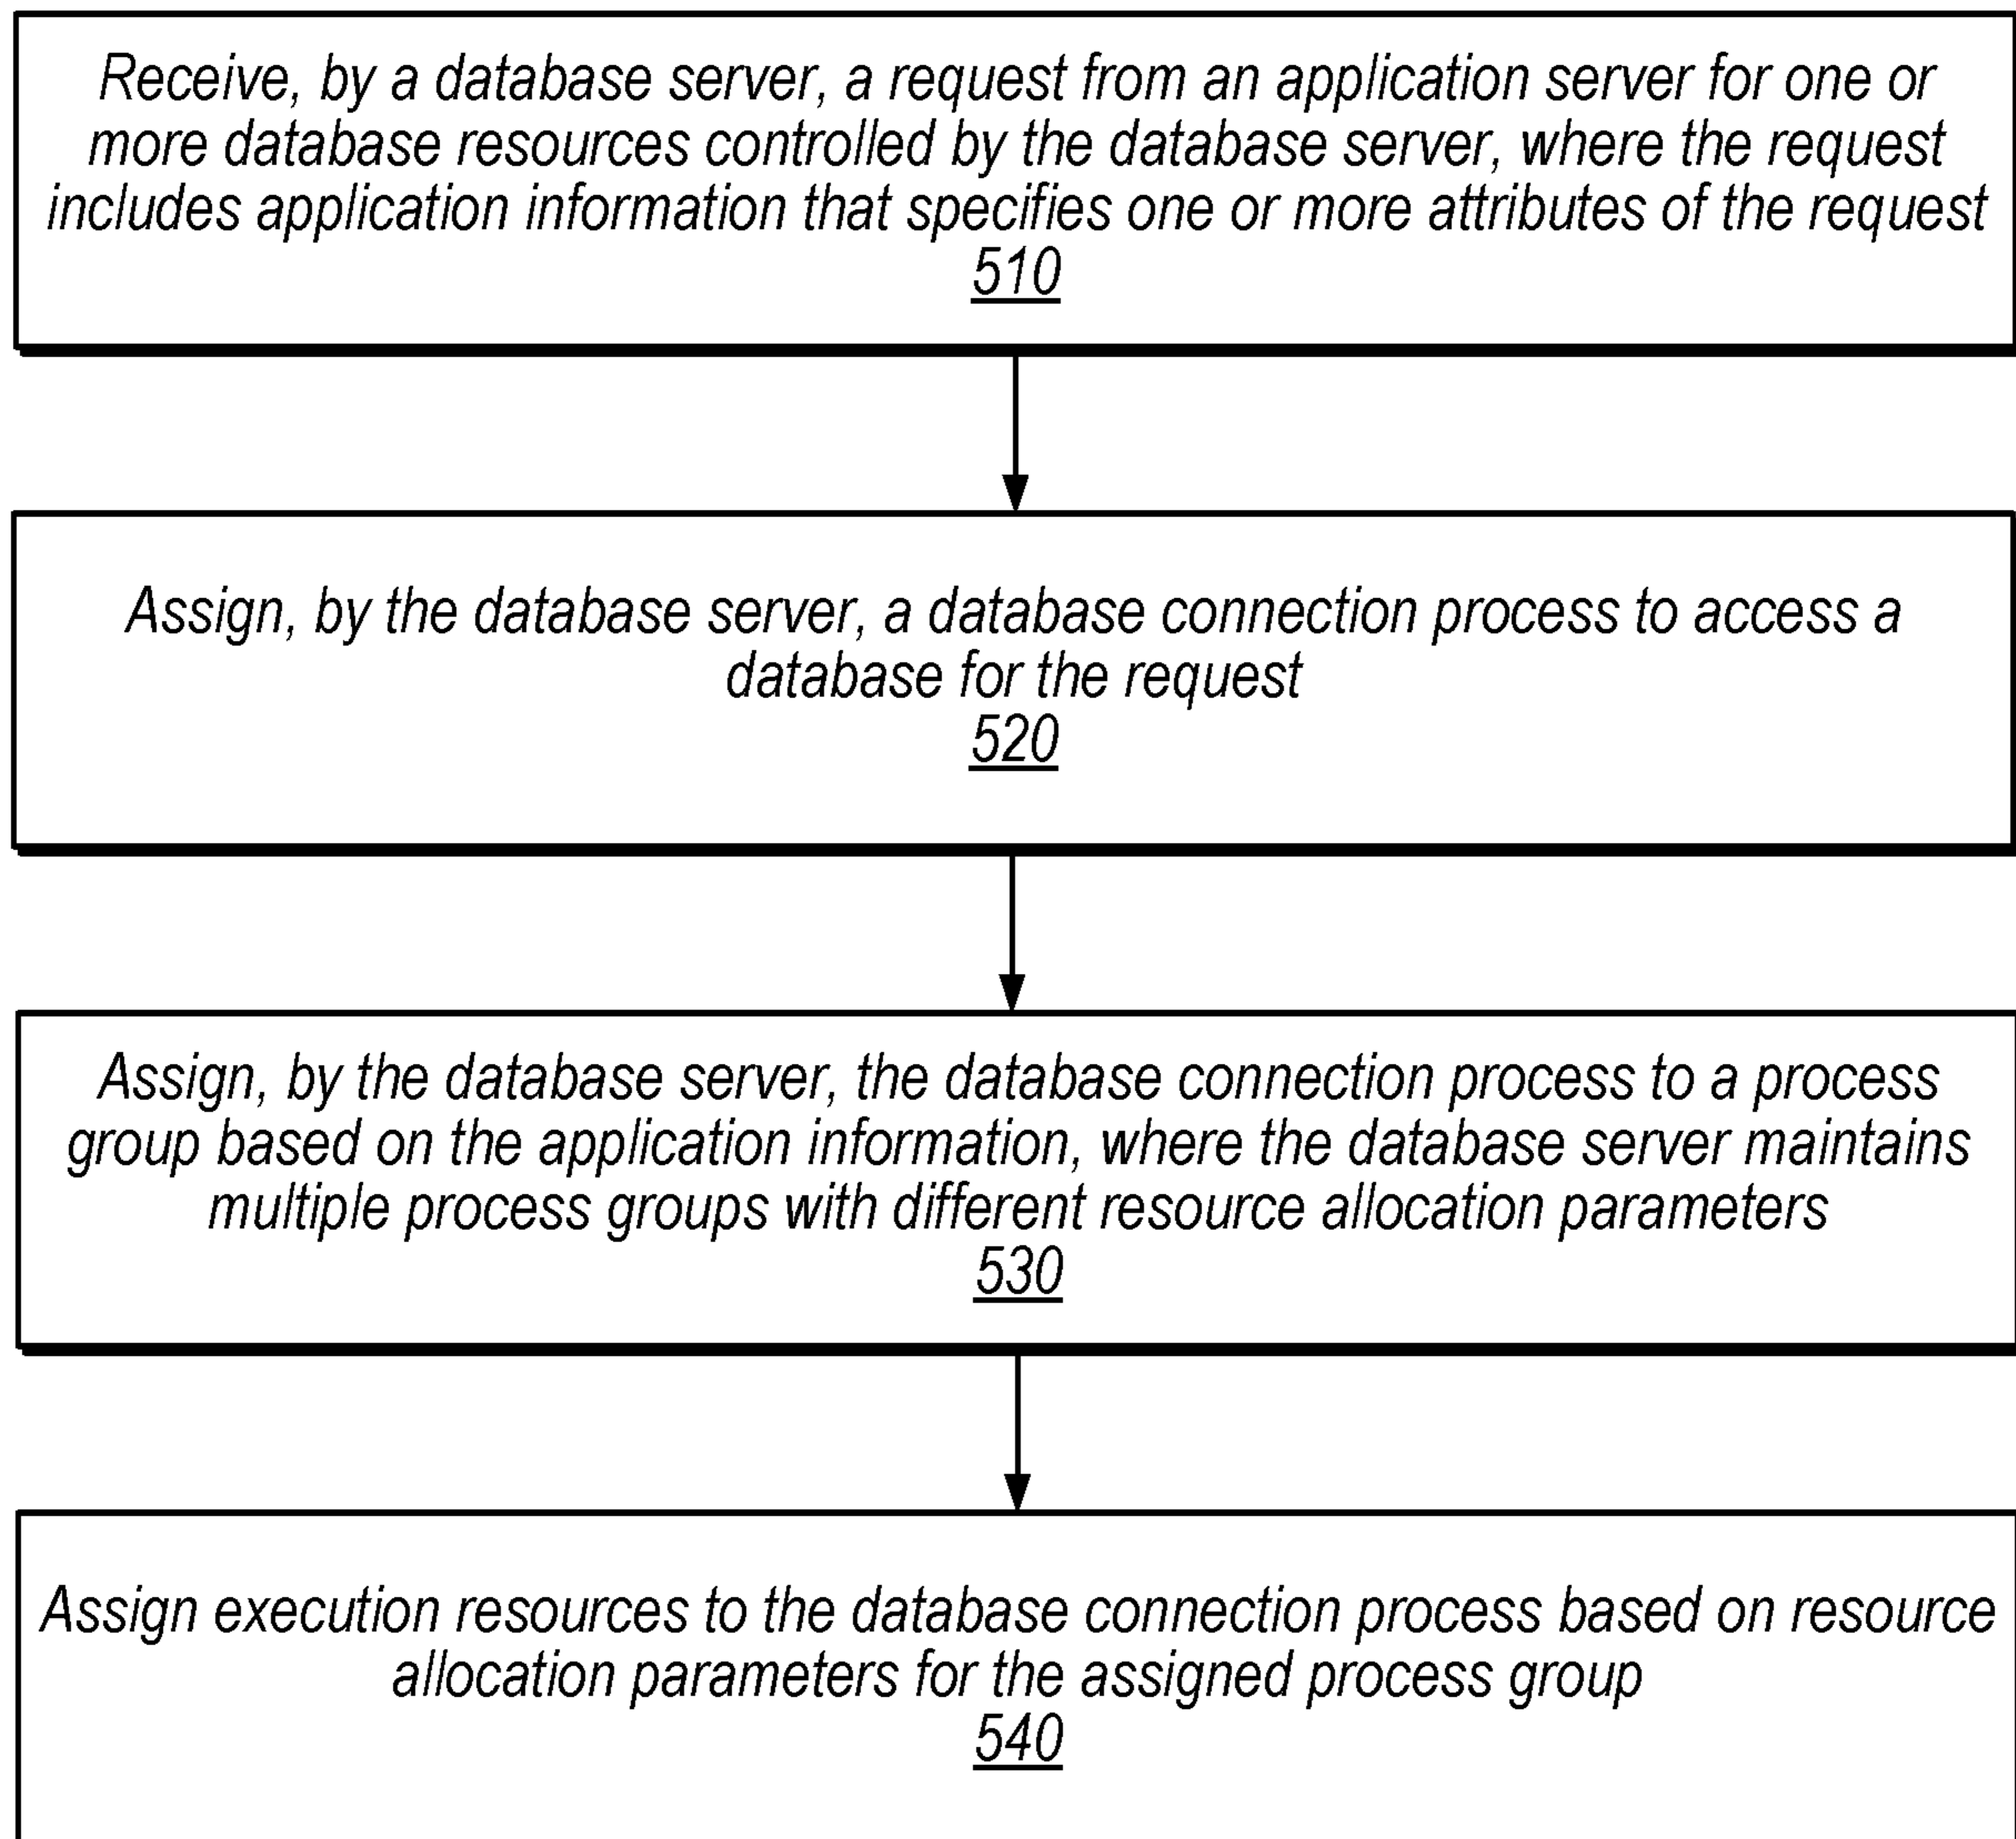 Receive, by a database server, a request from an application server for one or
more database resources controlled by the database server, where the request
includes application information that specifies one or more attributes of the request
510
Assign, by the database server, a database connection process to access a
database for the request
520
Assign, by the database server, the database connection process to a process
group based on the application information, where the database server maintains
multiple process groups with different resource allocation parameters
530
Assign execution resources to the database connection process based on resource
allocation parameters for the assigned process group
540